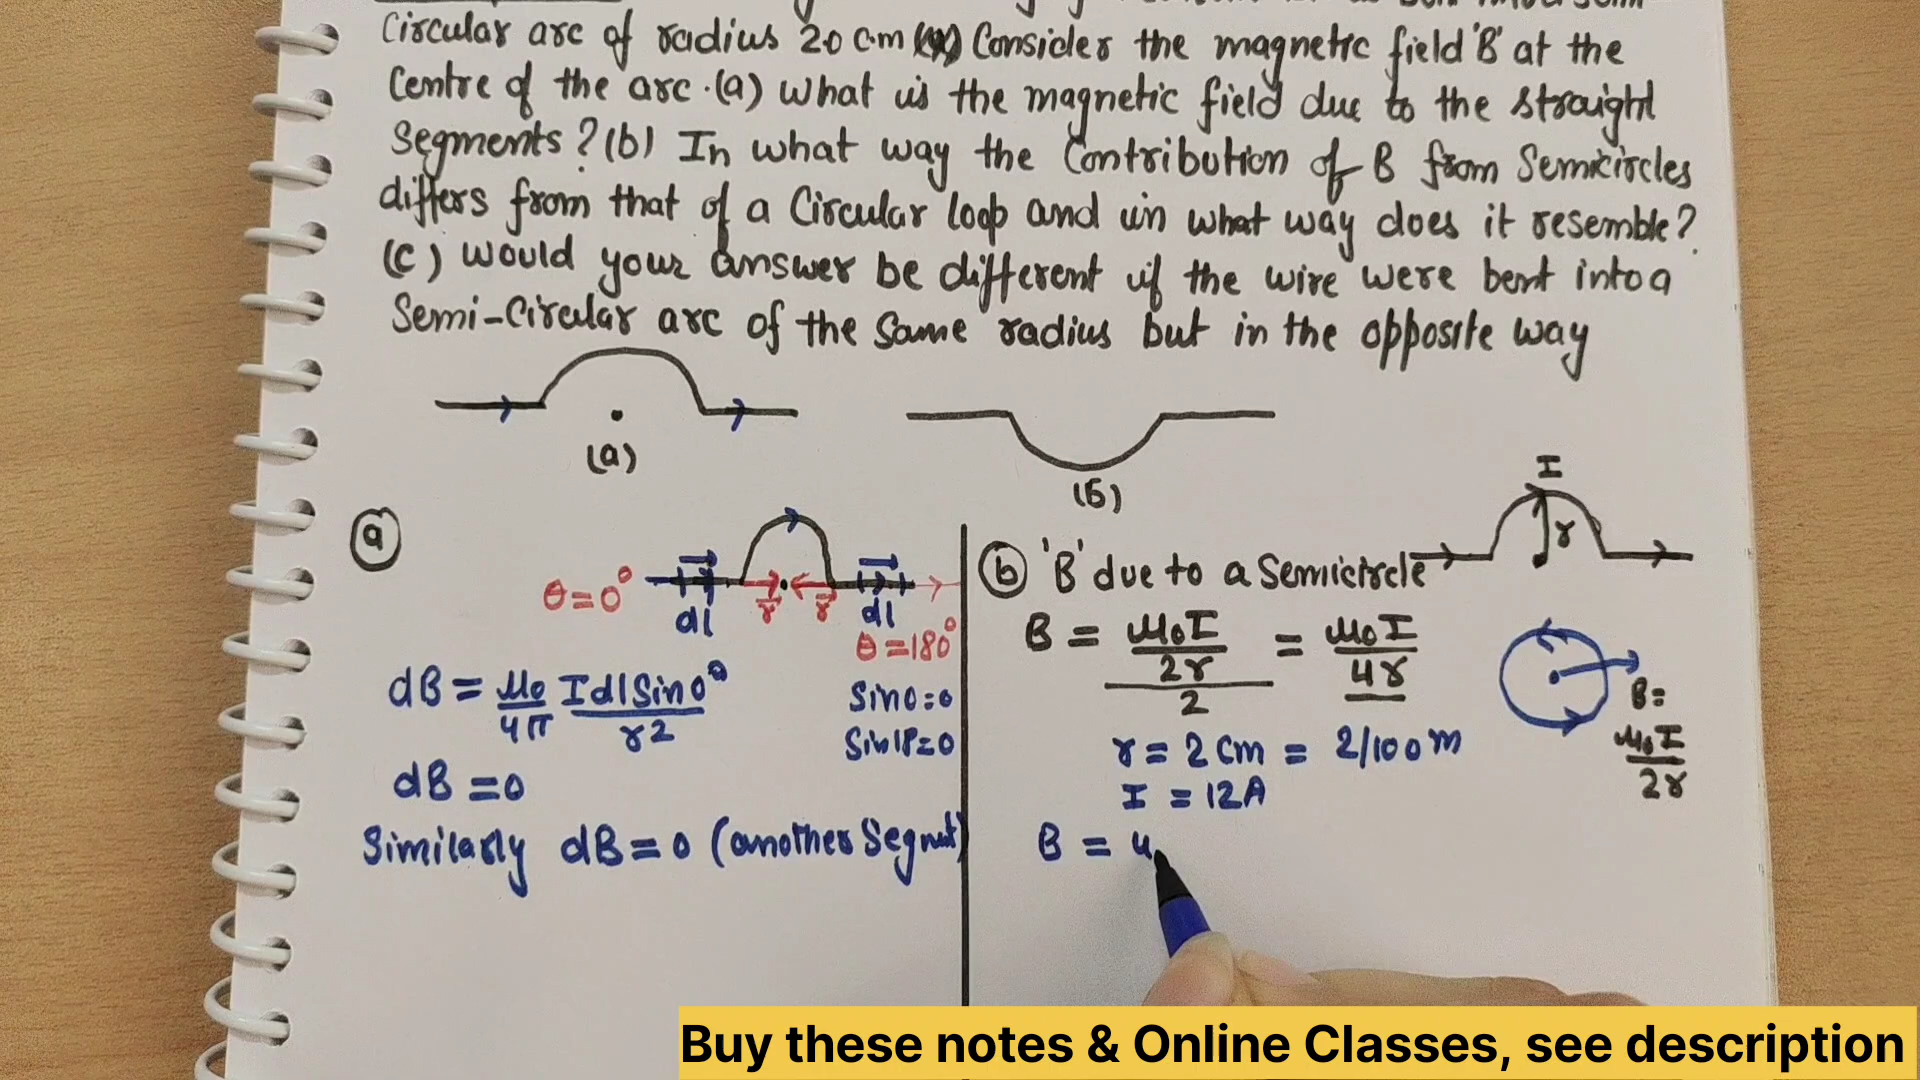 Circular arc of radius 2.0 cm Consider the magnetic field 'B' at the
Centre of the arc. (a) What is the magnetic field due to the straight
Segments? (b) In what way the Contribution of B from Semicircles
differs from that of a Circular loop and in what way does it resemble?
(c) Would your answer be different if the wire were bent into a
Semi-Circular arc of the Same radius but in the opposite way
(a)
(b)
(a)
θ=0°
dl
r
r
dl
θ=180°
dB = μ₀/4π Idl Sin0°/r2
Sin0=0
Sin18=0
dB = 0
Similarly dB = 0 (another Segmt)
I
r
(b) 'B' due to a Semicircle
B = μ₀I/2r/2 = μ₀I/4r
B=
μ₀I/2r
r = 2 cm = 2/100 m
I = 12A
B = 4
Buy these notes & Online Classes, see description